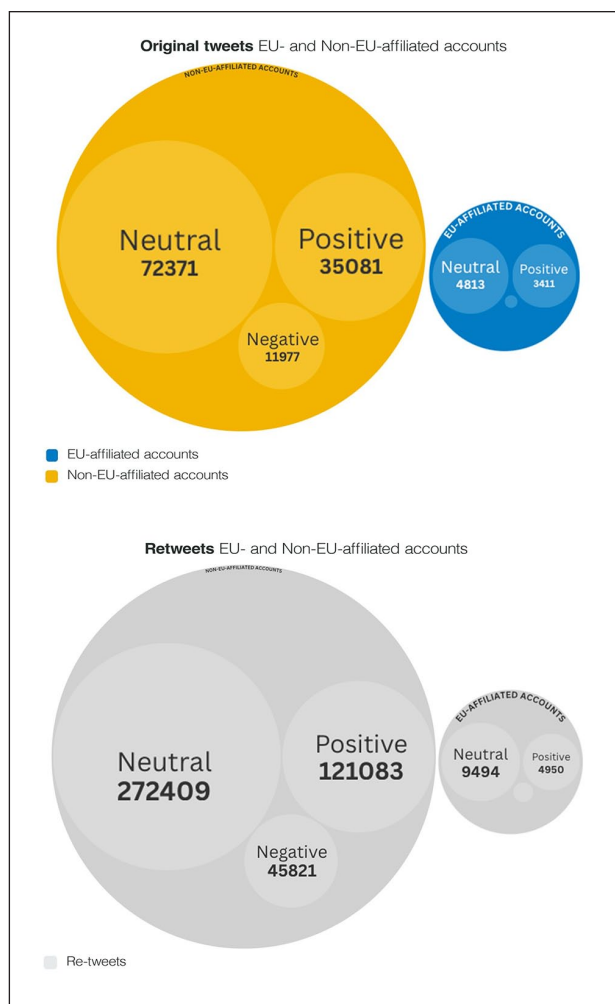 Original tweets EU- and Non-EU-affiliated accounts
NON-EU-AFFILIATED ACCOUNTS
EU-AFFILIATED ACCOUNTS
Neutral
72371
Positive
35081
Negative
11977
Neutral
4813
Positive
3411
EU-affiliated accounts
Non-EU-affiliated accounts
Retweets EU- and Non-EU-affiliated accounts
NON-EU-AFFILIATED ACCOUNTS
EU-AFFILIATED ACCOUNTS
Neutral
272409
Positive
121083
Negative
45821
Neutral
9494
Positive
4950
Re-tweets